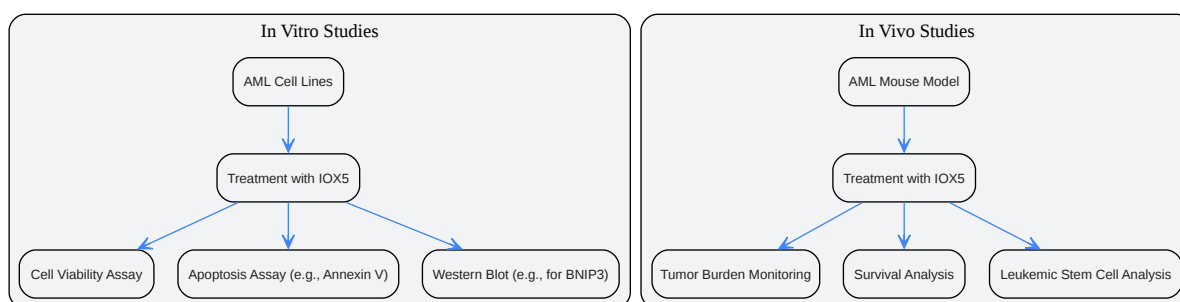 In Vitro Studies
AML Cell Lines
Treatment with IOX5
Cell Viability Assay
Apoptosis Assay (e.g., Annexin V)
Western Blot (e.g., for BNIP3)
In Vivo Studies
AML Mouse Model
Treatment with IOX5
Tumor Burden Monitoring
Survival Analysis
Leukemic Stem Cell Analysis